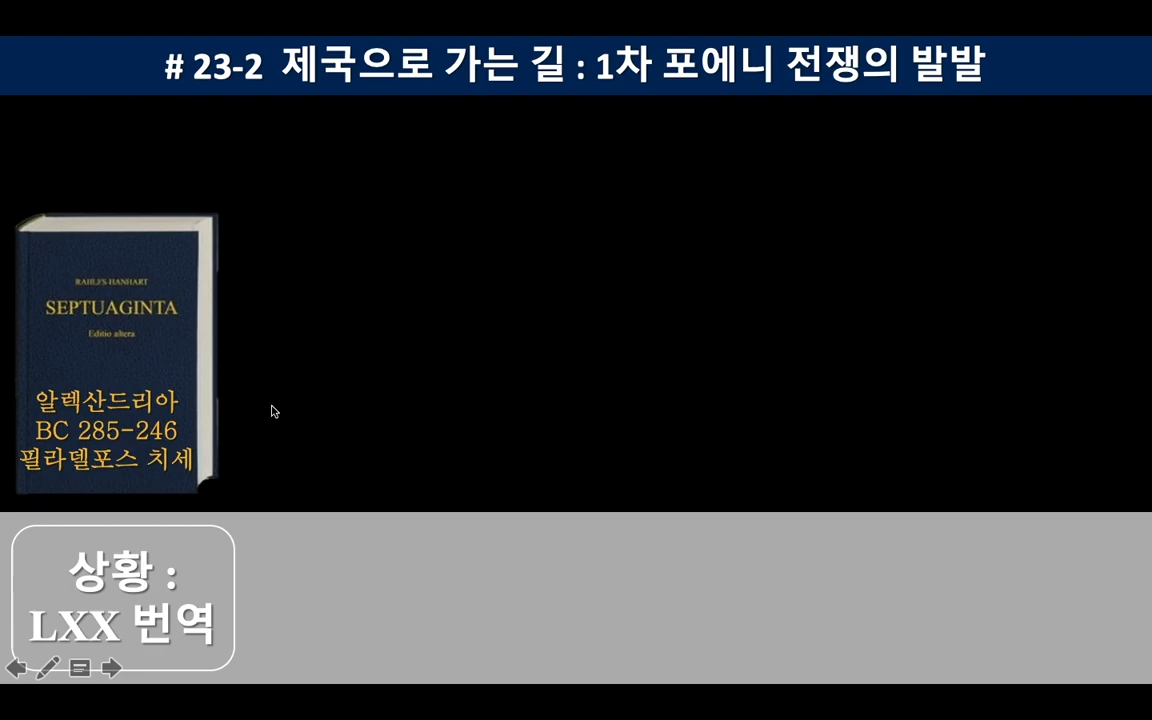 # 23-2 제국으로 가는 길 : 1차 포에니 전쟁의 발발
RAHLFS-HANHART
SEPTUAGINTA
Editio altera
알렉산드리아
BC 285-246
필라델포스 치세
상황 :
LXX 번역